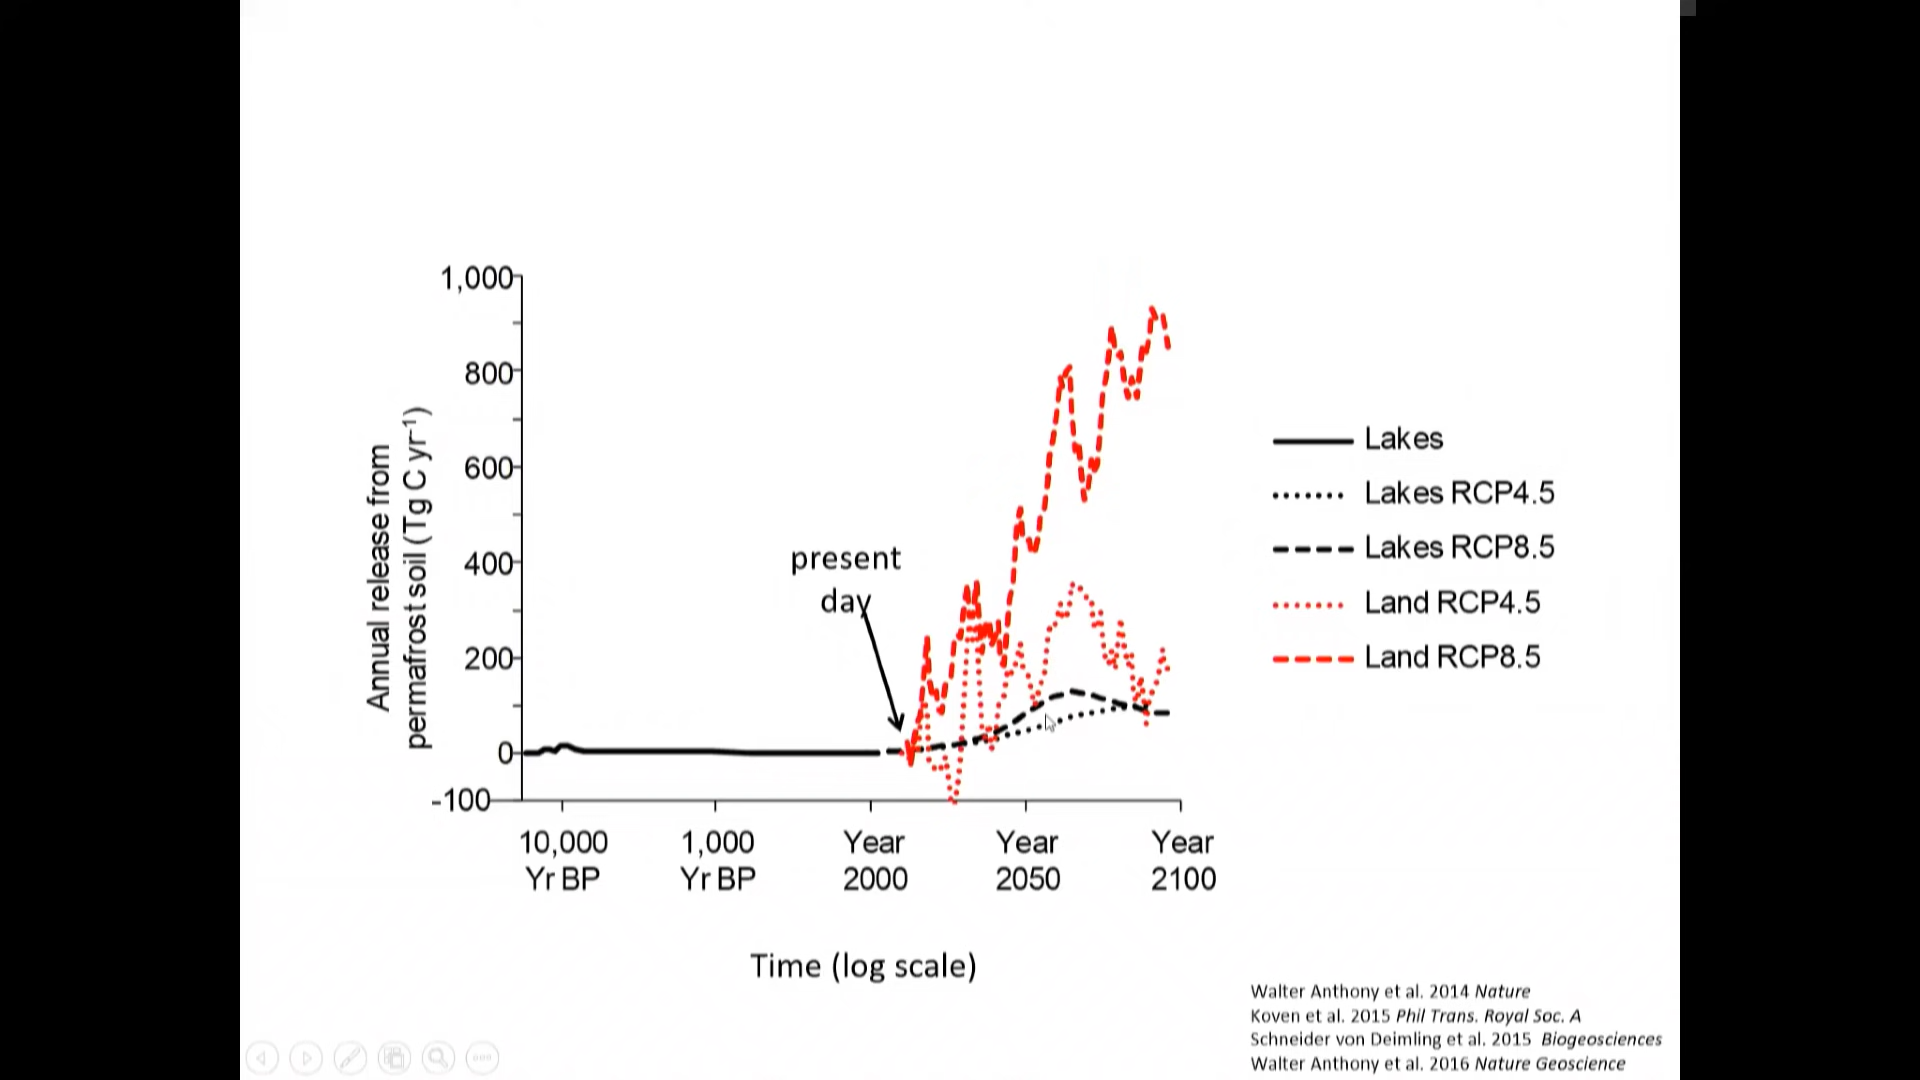 1,000
800
600
400
200
0
-100
Annual release from
permafrost soil (Tg C yr-1)
present
day
10,000
Yr BP
1,000
Yr BP
Year
2000
Year
2050
Year
2100
Time (log scale)
Lakes
Lakes RCP4.5
Lakes RCP8.5
Land RCP4.5
Land RCP8.5
Walter Anthony et al. 2014 Nature
Koven et al. 2015 Phil Trans. Royal Soc. A
Schneider von Deimling et al. 2015 Biogeosciences
Walter Anthony et al. 2016 Nature Geoscience